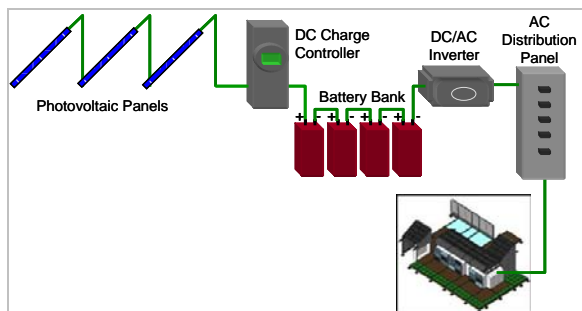 DC Charge
Controller
DC/AC
Inverter
AC
Distribution
Panel
Photovoltaic Panels
Battery Bank
+ - + - + - + -